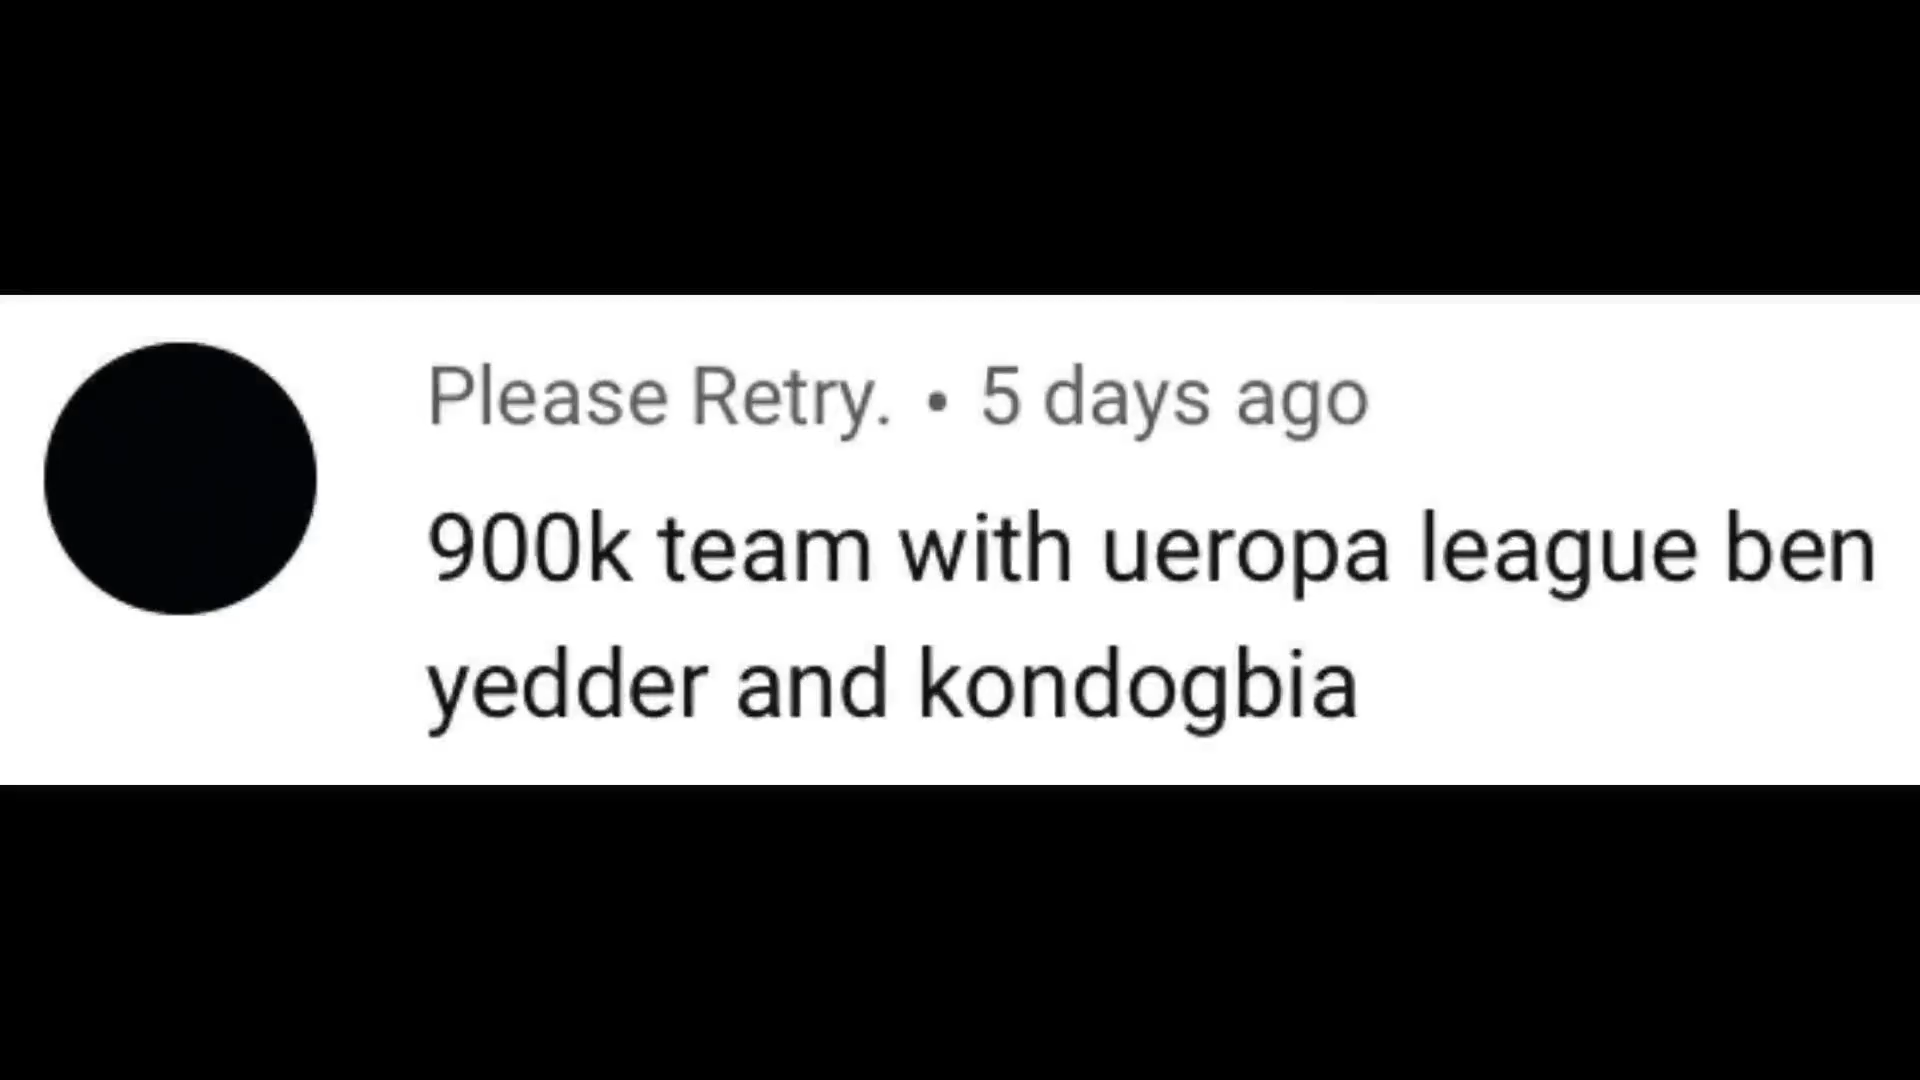 Please Retry. • 5 days ago
900k team with ueropa league ben
yedder and kondogbia